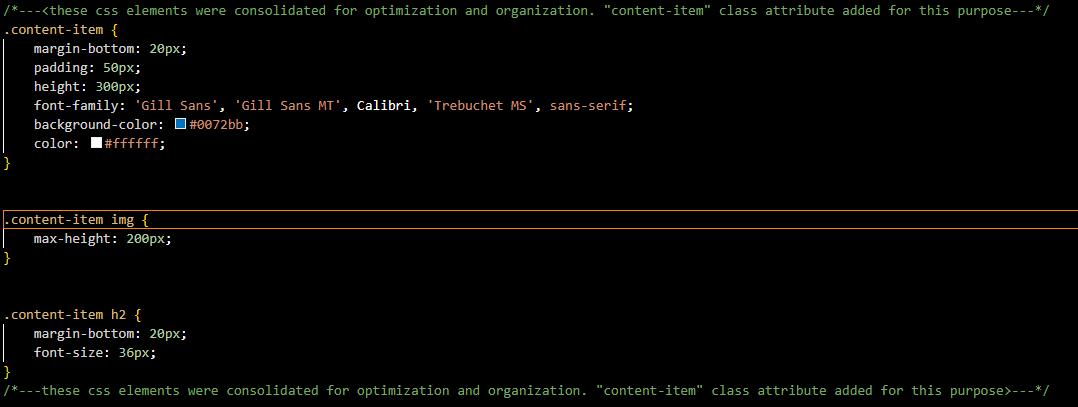 /*---<these css elements were consolidated for optimization and organization. "content-item" class attribute added for this purpose---*/
.content-item {
    margin-bottom: 20px;
    padding: 50px;
    height: 300px;
    font-family: 'Gill Sans', 'Gill Sans MT', Calibri, 'Trebuchet MS', sans-serif;
    background-color: #0072bb;
    color: #ffffff;
}
.content-item img {
    max-height: 200px;
}
.content-item h2 {
    margin-bottom: 20px;
    font-size: 36px;
}
/*---these css elements were consolidated for optimization and organization. "content-item" class attribute added for this purpose>---*/